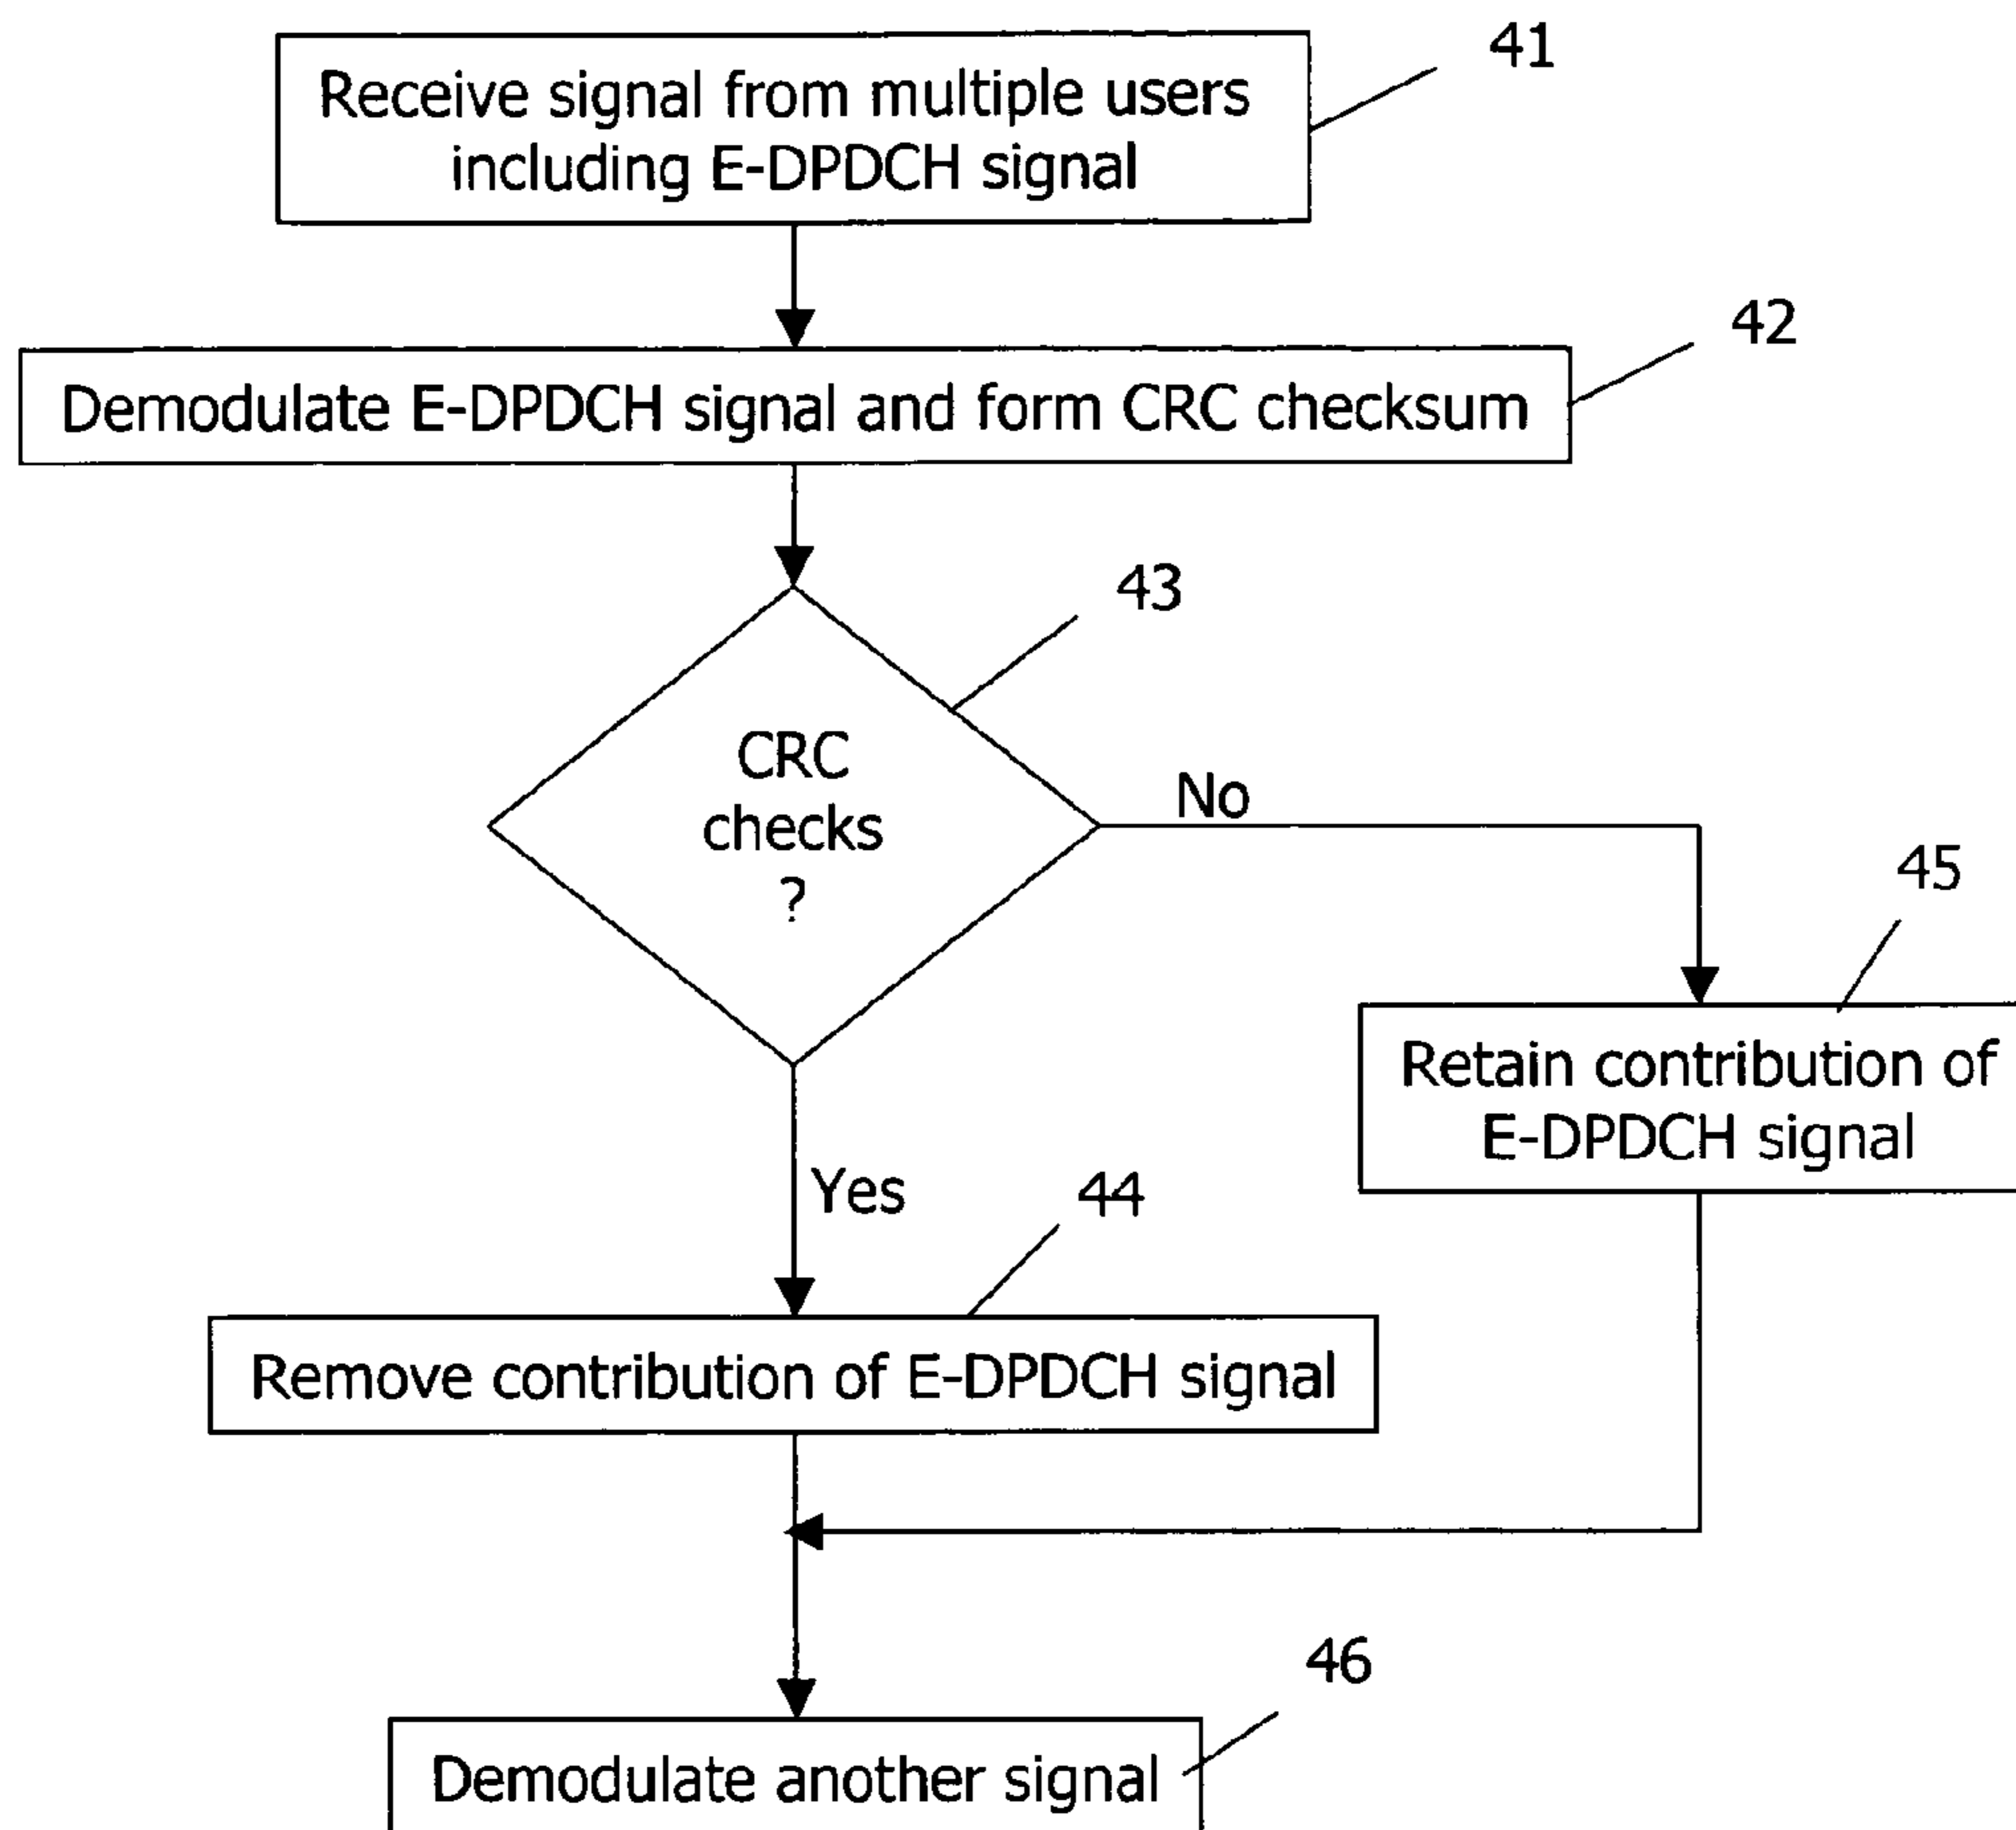 41
Receive signal from multiple users
including E-DPDCH signal
42
Demodulate E-DPDCH signal and form CRC checksum
43
CRC
checks
?
No
45
Retain contribution of
E-DPDCH signal
Yes
44
Remove contribution of E-DPDCH signal
46
Demodulate another signal